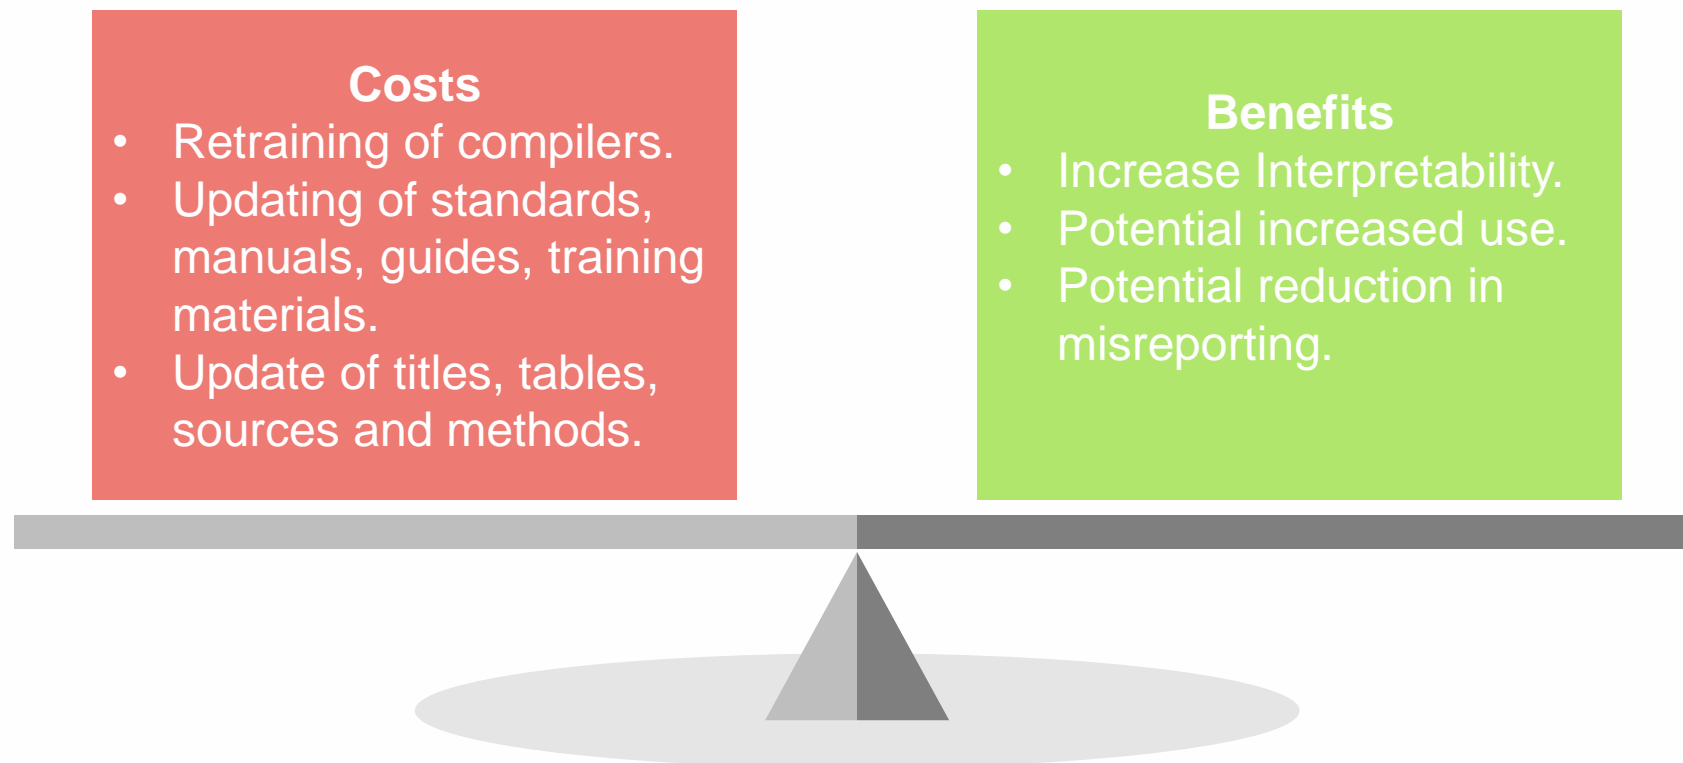 Costs
• Retraining of compilers.
• Updating of standards,
manuals, guides, training
materials.
• Update of titles, tables,
sources and methods.
Benefits
• Increase Interpretability.
• Potential increased use.
• Potential reduction in
misreporting.